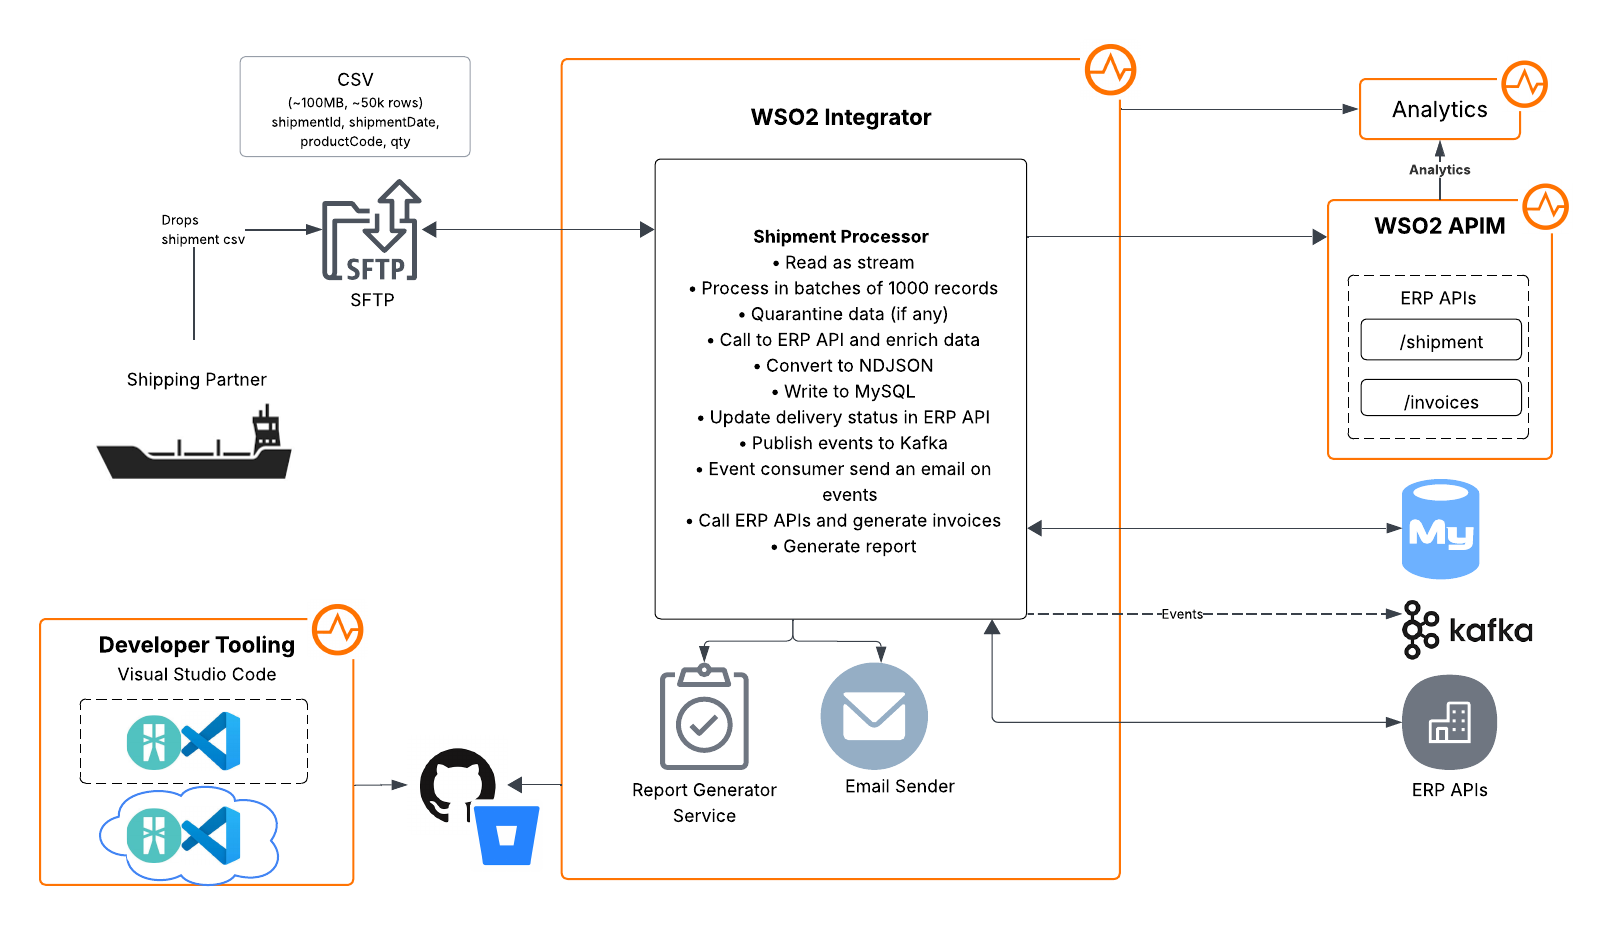 CSV
(~100MB, ~50k rows)
shipmentId, shipmentDate,
productCode, qty
Drops
shipment csv
SFTP
SFTP
Shipping Partner
WSO2 Integrator
Shipment Processor
• Read as stream
• Process in batches of 1000 records
• Quarantine data (if any)
• Call to ERP API and enrich data
• Convert to NDJSON
• Write to MySQL
• Update delivery status in ERP API
• Publish events to Kafka
• Event consumer send an email on
events
• Call ERP APIs and generate invoices
• Generate report
Report Generator
Service
Email Sender
Analytics
Analytics
WSO2 APIM
ERP APIs
/shipment
/invoices
My
Events
kafka
ERP APIs
Developer Tooling
Visual Studio Code